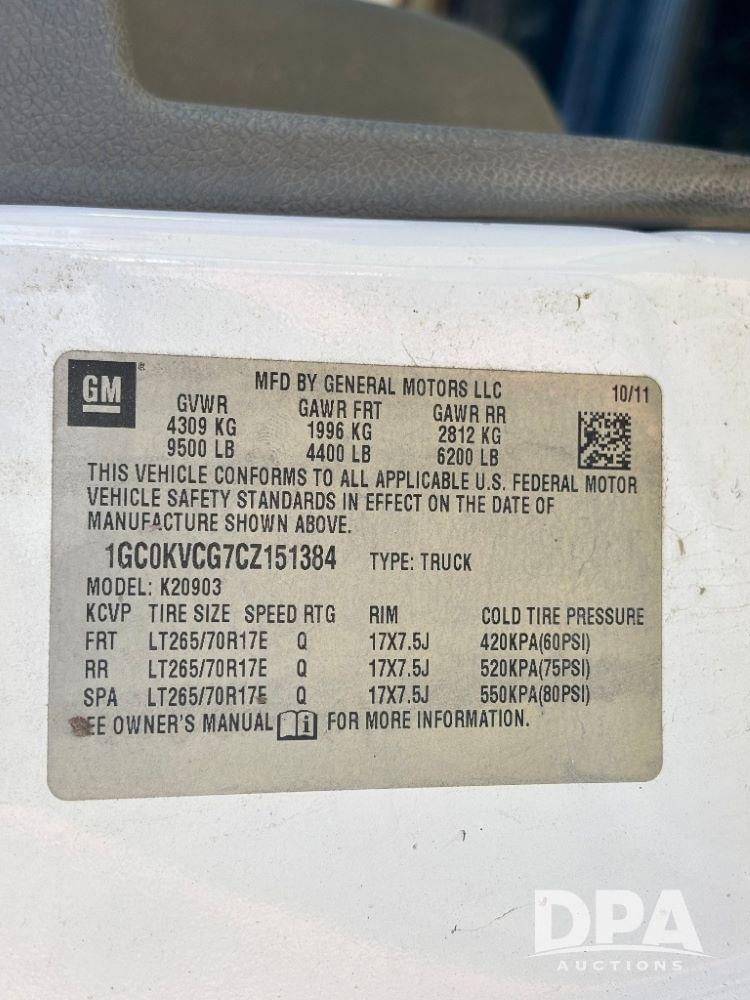 GM
MFD BY GENERAL MOTORS LLC 10/11
GVWR GAWR FRT GAWR RR
4309 KG 1996 KG 2812 KG
9500 LB 4400 LB 6200 LB
THIS VEHICLE CONFORMS TO ALL APPLICABLE U.S. FEDERAL MOTOR
VEHICLE SAFETY STANDARDS IN EFFECT ON THE DATE OF
MANUFACTURE SHOWN ABOVE.
1GC0KVCG7CZ151384 TYPE: TRUCK
MODEL: K20903
KCVP TIRE SIZE SPEED RTG RIM COLD TIRE PRESSURE
FRT LT265/70R17E Q 17X7.5J 420KPA(60PSI)
RR LT265/70R17E Q 17X7.5J 520KPA(75PSI)
SPA LT265/70R17E Q 17X7.5J 550KPA(80PSI)
SEE OWNER'S MANUAL i FOR MORE INFORMATION.
DPA
AUCTIONS